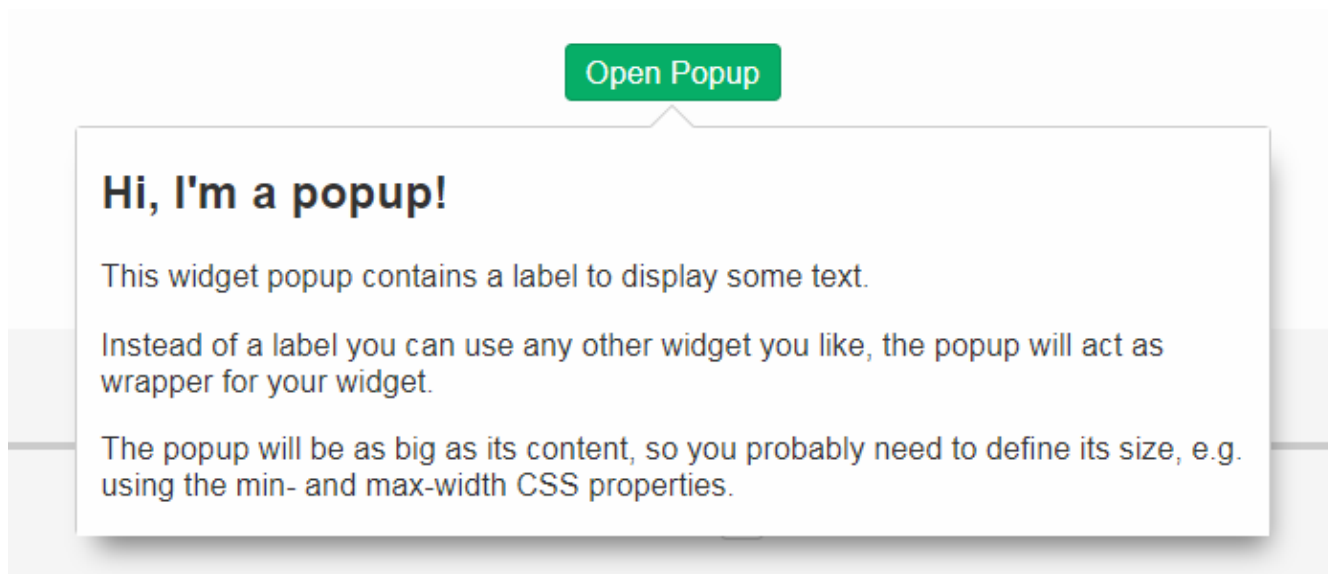 Open Popup
Hi, I'm a popup!
This widget popup contains a label to display some text.
Instead of a label you can use any other widget you like, the popup will act as
wrapper for your widget.
The popup will be as big as its content, so you probably need to define its size, e.g.
using the min- and max-width CSS properties.